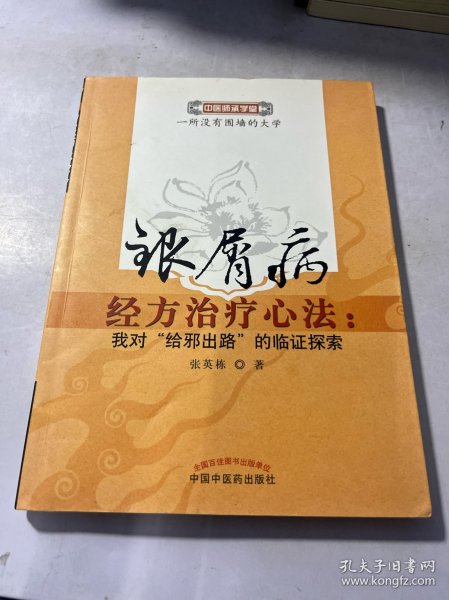 中医师承学堂
一所没有围墙的大学
银屑病
经方治疗心法：
我对“给邪出路”的临证探索
张英栋 ◎ 著
全国百佳图书出版单位
中国中医药出版社
孔夫子旧书网
www.kongfz.com